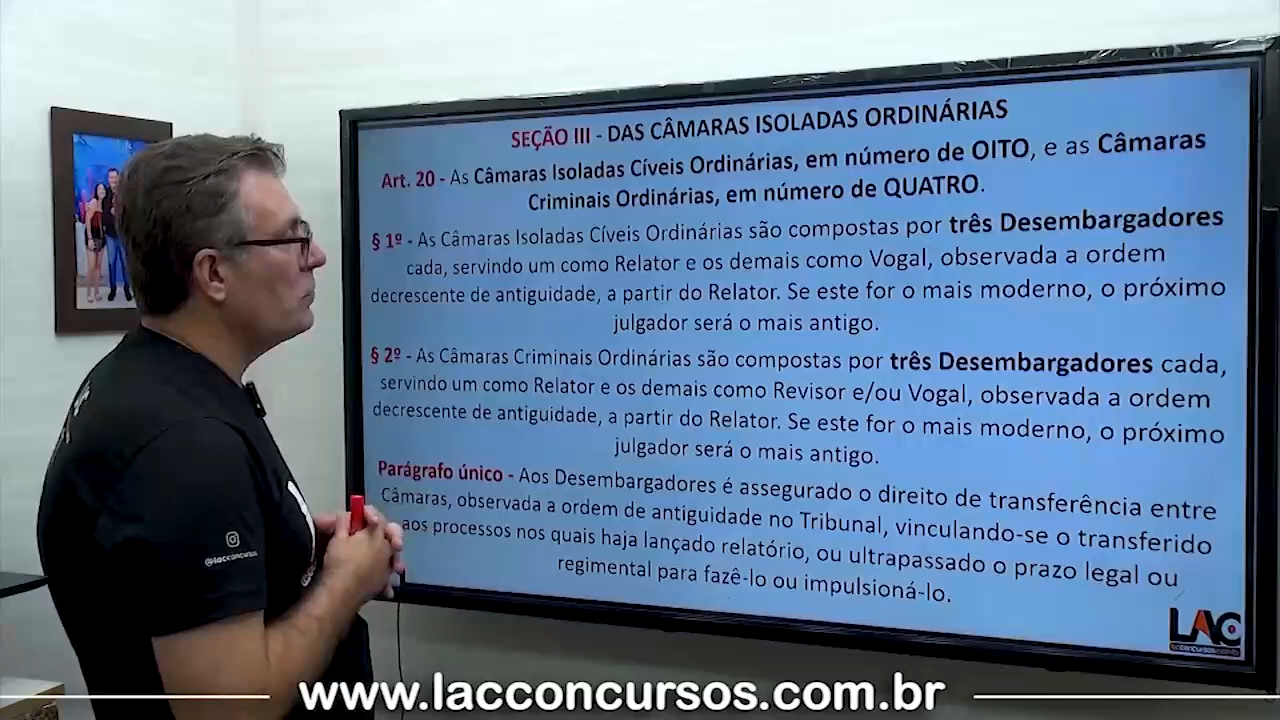 SEÇÃO III - DAS CÂMARAS ISOLADAS ORDINÁRIAS
Art. 20 - As Câmaras Isoladas Cíveis Ordinárias, em número de OITO, e as Câmaras
Criminais Ordinárias, em número de QUATRO.
§ 1º - As Câmaras Isoladas Cíveis Ordinárias são compostas por três Desembargadores
cada, servindo um como Relator e os demais como Vogal, observada a ordem
decrescente de antiguidade, a partir do Relator. Se este for o mais moderno, o próximo
julgador será o mais antigo.
§ 2º - As Câmaras Criminais Ordinárias são compostas por três Desembargadores cada,
servindo um como Relator e os demais como Revisor e/ou Vogal, observada a ordem
decrescente de antiguidade, a partir do Relator. Se este for o mais moderno, o próximo
julgador será o mais antigo.
Parágrafo único - Aos Desembargadores é assegurado o direito de transferência entre
Câmaras, observada a ordem de antiguidade no Tribunal, vinculando-se o transferido
aos processos nos quais haja lançado relatório, ou ultrapassado o prazo legal ou
regimental para fazê-lo ou impulsioná-lo.
LAC
@lacconcursos
www.lacconcursos.com.br